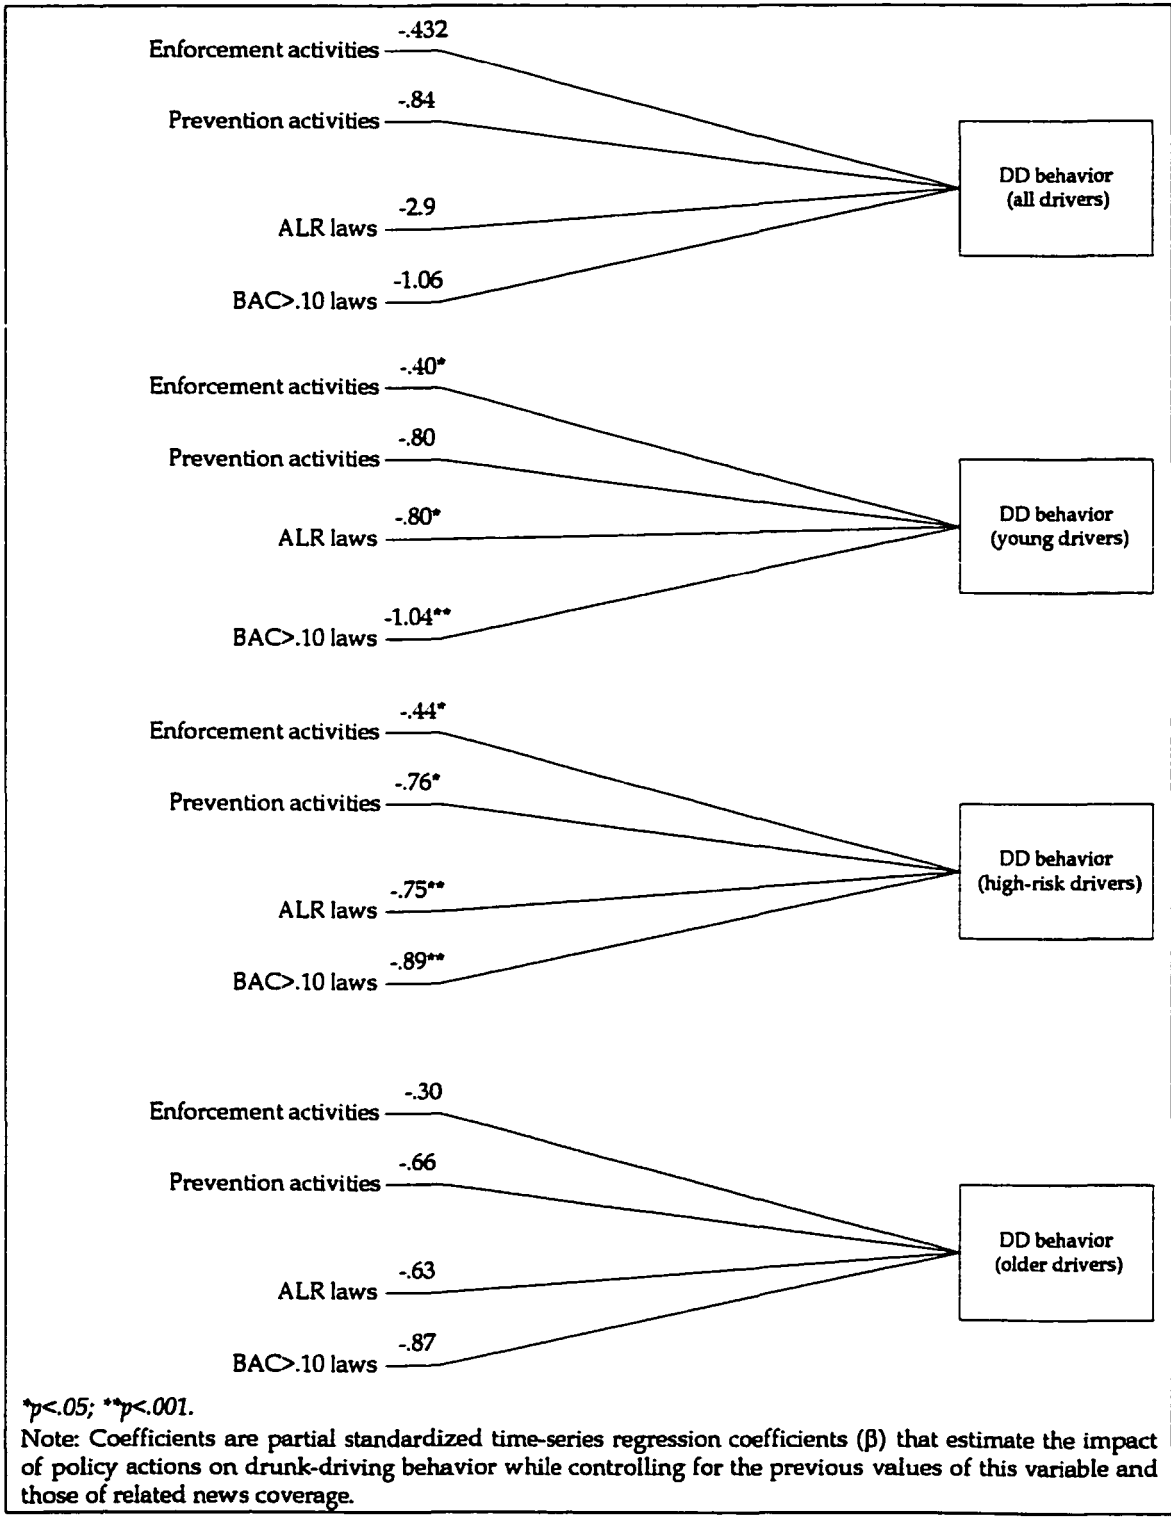 -.432
Enforcement activities
-.84
Prevention activities
DD behavior
(all drivers)
-2.9
ALR laws
-1.06
BAC>.10 laws
-.40*
Enforcement activities
-.80
Prevention activities
DD behavior
(young drivers)
-.80*
ALR laws
-1.04**
BAC>.10 laws
-.44*
Enforcement activities
-.76*
Prevention activities
DD behavior
(high-risk drivers)
-.75**
ALR laws
-.89**
BAC>.10 laws
-.30
Enforcement activities
-.66
Prevention activities
DD behavior
(older drivers)
-.63
ALR laws
-.87
BAC>.10 laws
*p<.05; **p<.001.
Note: Coefficients are partial standardized time-series regression coefficients (β) that estimate the impact
of policy actions on drunk-driving behavior while controlling for the previous values of this variable and
those of related news coverage.